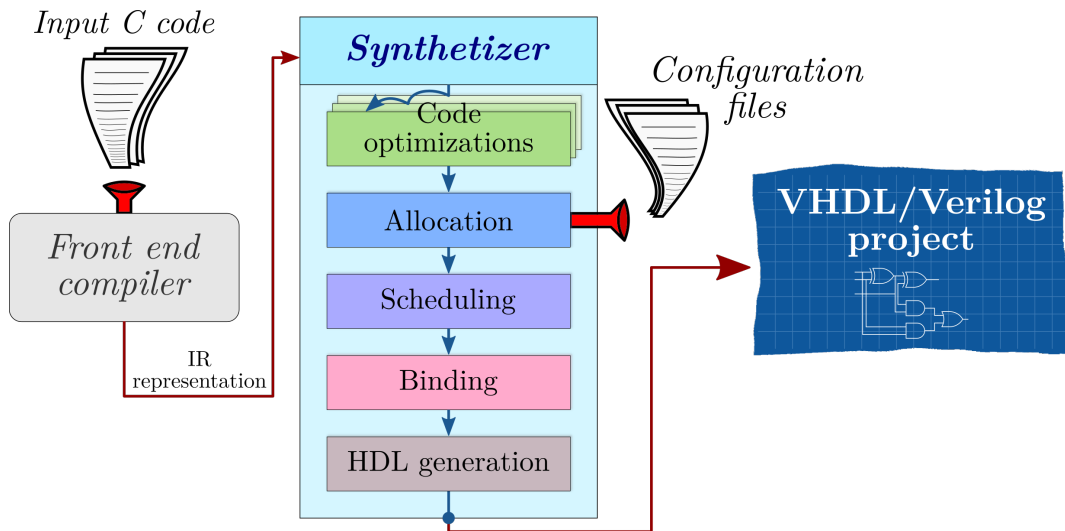 Input C code
Synthetizer
Configuration
files
Code
optimizations
VHDL/Verilog
project
Allocation
Front end
compiler
Scheduling
IR
representation
Binding
HDL generation